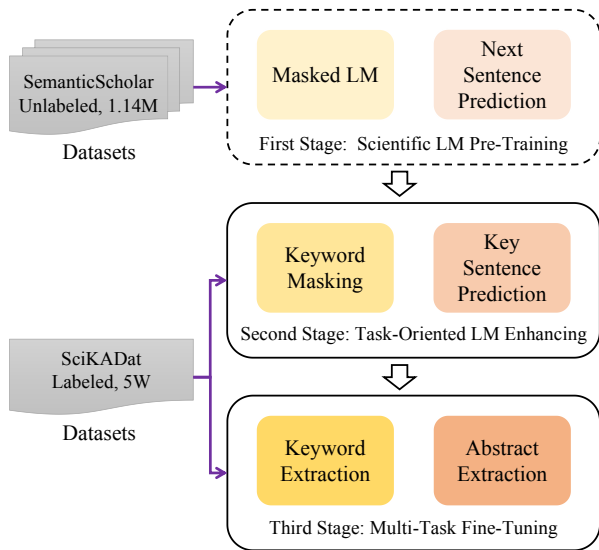 SemanticScholar
Unlabeled, 1.14M
Datasets
Masked LM
Next
Sentence
Prediction
First Stage: Scientific LM Pre-Training
Keyword
Masking
Key
Sentence
Prediction
Second Stage: Task-Oriented LM Enhancing
SciKADat
Labeled, 5W
Datasets
Keyword
Extraction
Abstract
Extraction
Third Stage: Multi-Task Fine-Tuning